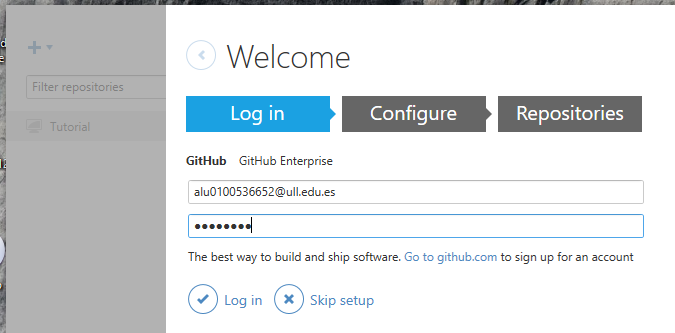 Welcome
Filter repositories
Log in
Configure
Repositories
Tutorial
GitHub GitHub Enterprise
alu0100536652@ull.edu.es
••••••••
The best way to build and ship software. Go to github.com to sign up for an account
Log in
Skip setup